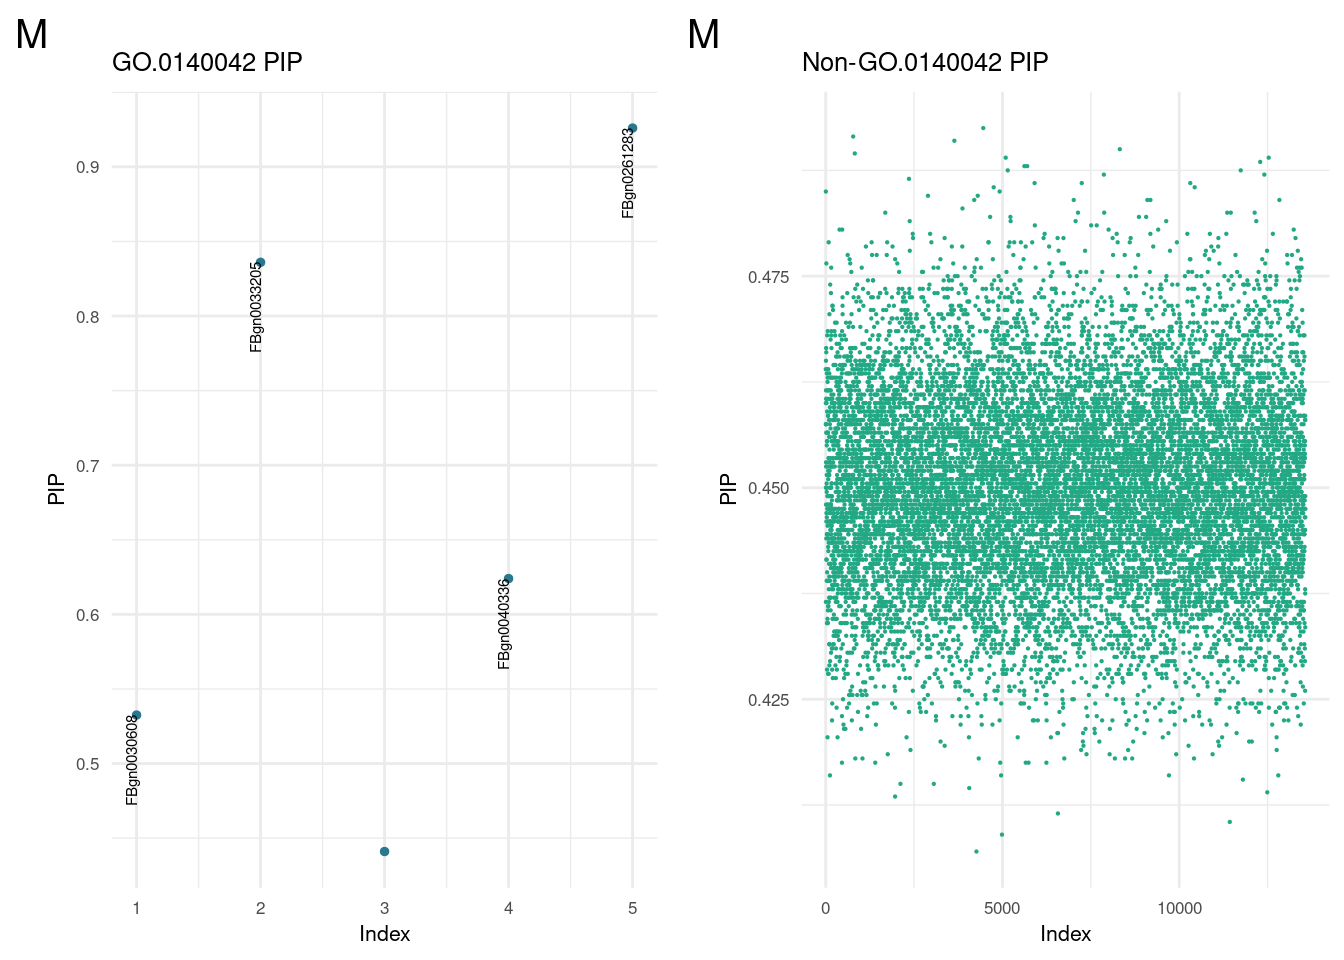 M
GO.0140042 PIP
PIP
0.9
0.8
0.7
0.6
0.5
FBgn0030608
FBgn0033205
FBgn0040336
FBgn0261283
1
2
3
4
5
Index
M
Non-GO.0140042 PIP
PIP
0.475
0.450
0.425
0
5000
10000
Index